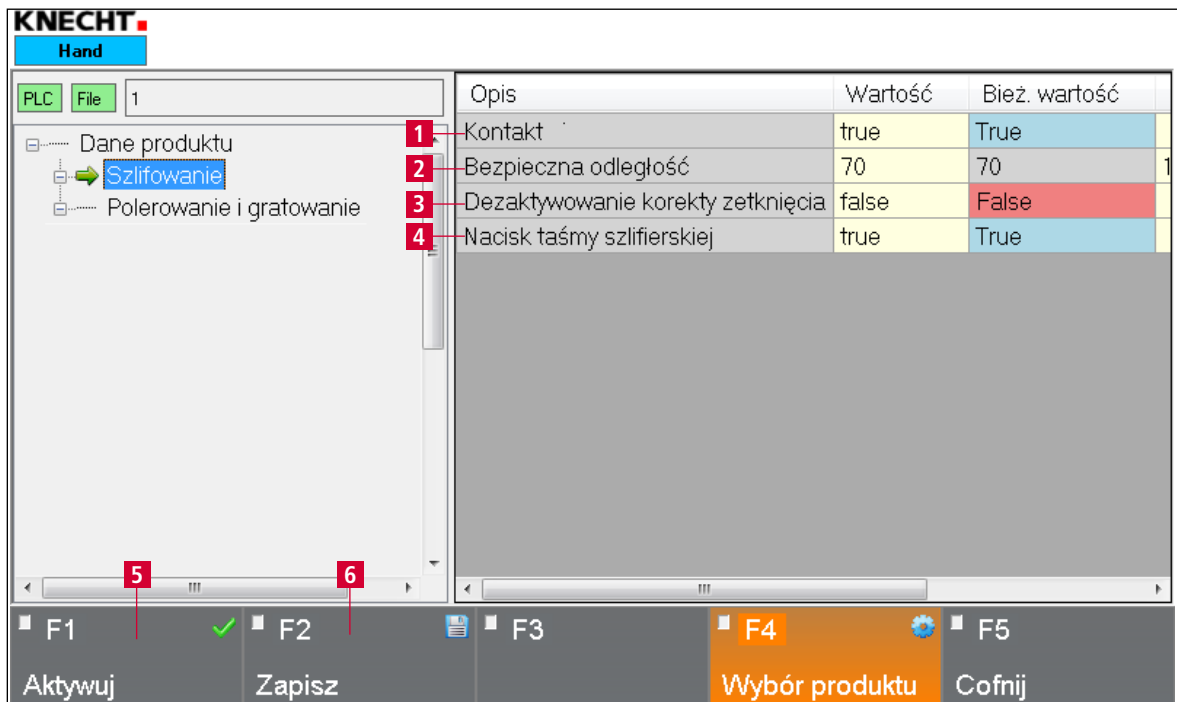 KNECHT
Hand
PLC File 1
Dane produktu
Szlifowanie
Polerowanie i gratowanie
Opis Wartość Bież. wartość
1 Kontakt true True
2 Bezpieczna odległość 70 70 1
3 Dezaktywowanie korekty zetknięcia false False
4 Nacisk taśmy szlifierskiej true True
5 6
F1 F2 F3 F4 F5
Aktywuj Zapisz Wybór produktu Cofnij